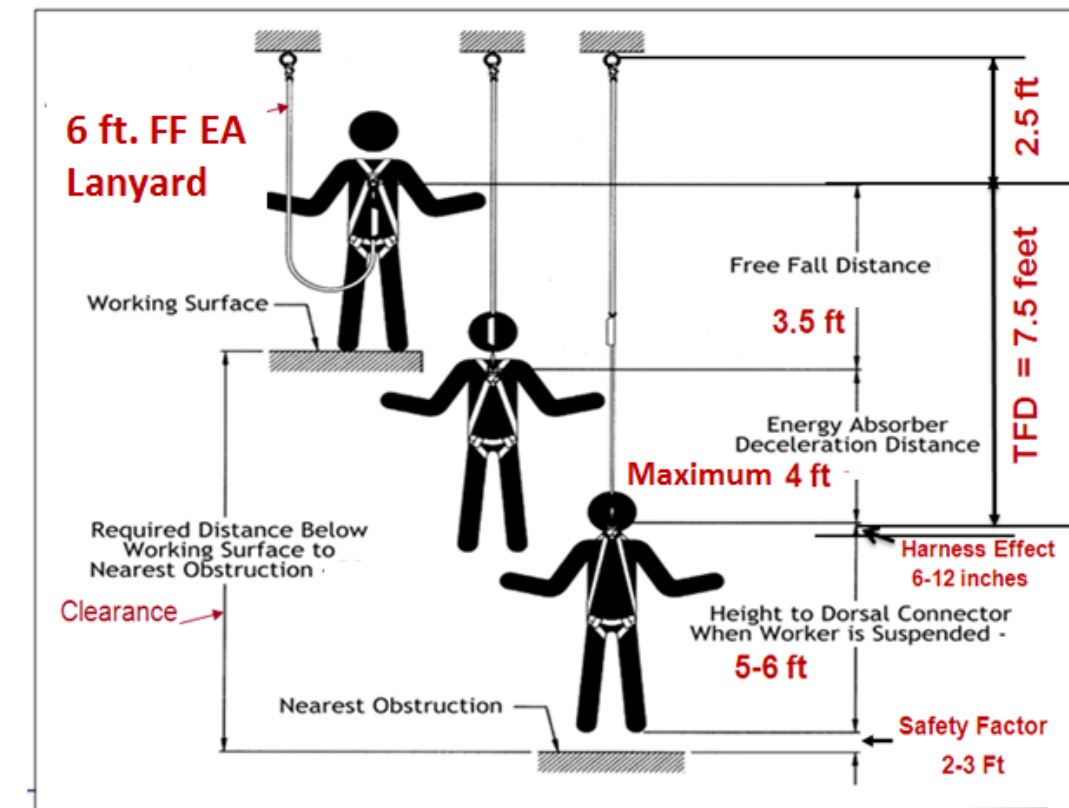 6 ft. FF EA
Lanyard
2.5 ft
Free Fall Distance
Working Surface
3.5 ft
TFD = 7.5 feet
Energy Absorber
Deceleration Distance
Maximum 4 ft
Required Distance Below
Working Surface to
Nearest Obstruction
Clearance
Harness Effect
6-12 inches
Height to Dorsal Connector
When Worker is Suspended -
5-6 ft
Nearest Obstruction
Safety Factor
2-3 Ft